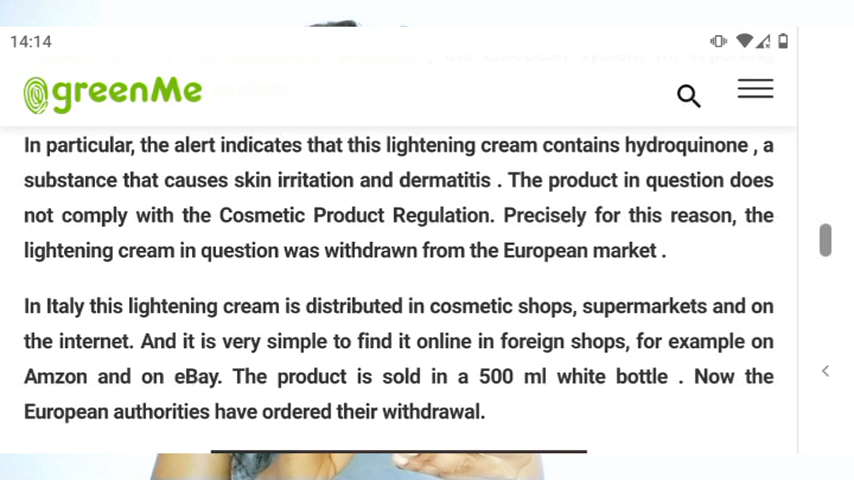 14:14
greenMe
In particular, the alert indicates that this lightening cream contains hydroquinone , a
substance that causes skin irritation and dermatitis . The product in question does
not comply with the Cosmetic Product Regulation. Precisely for this reason, the
lightening cream in question was withdrawn from the European market .
In Italy this lightening cream is distributed in cosmetic shops, supermarkets and on
the internet. And it is very simple to find it online in foreign shops, for example on
Amzon and on eBay. The product is sold in a 500 ml white bottle . Now the
European authorities have ordered their withdrawal.